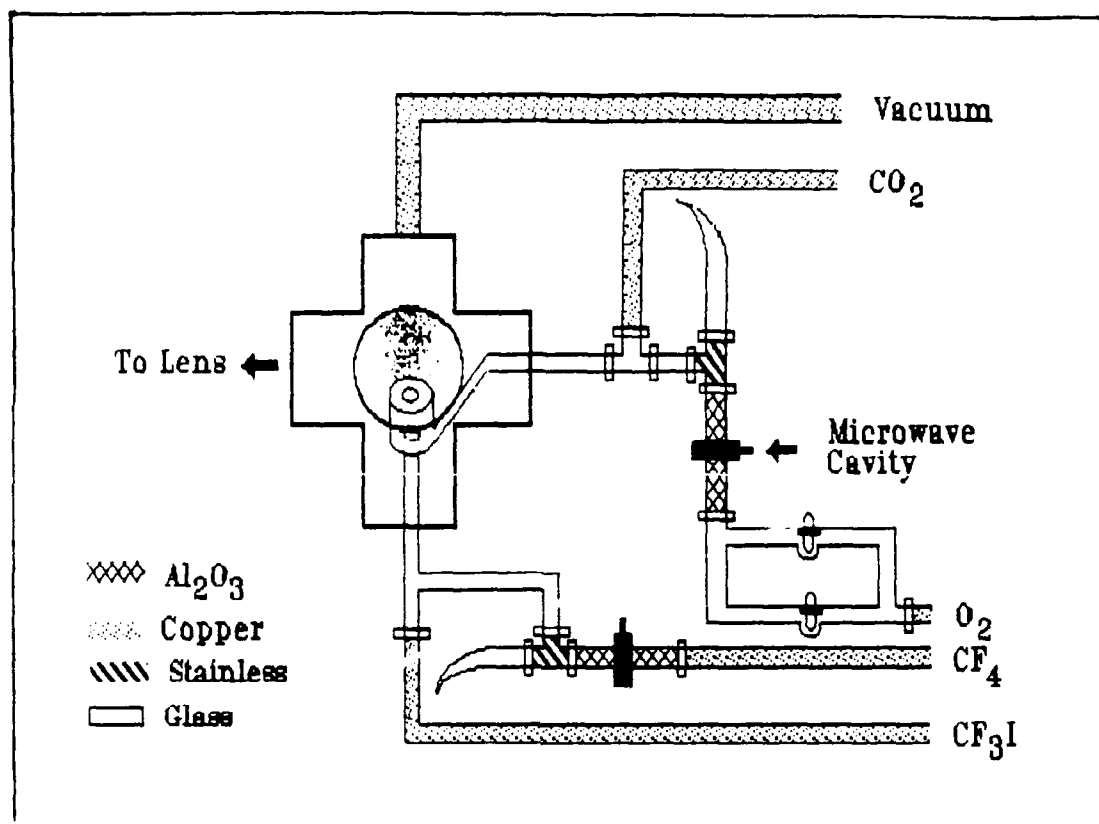 Vacuum
CO₂
To Lens
Microwave
Cavity
Al₂O₃
Copper
Stainless
Glass
O₂
CF₄
CF₃I